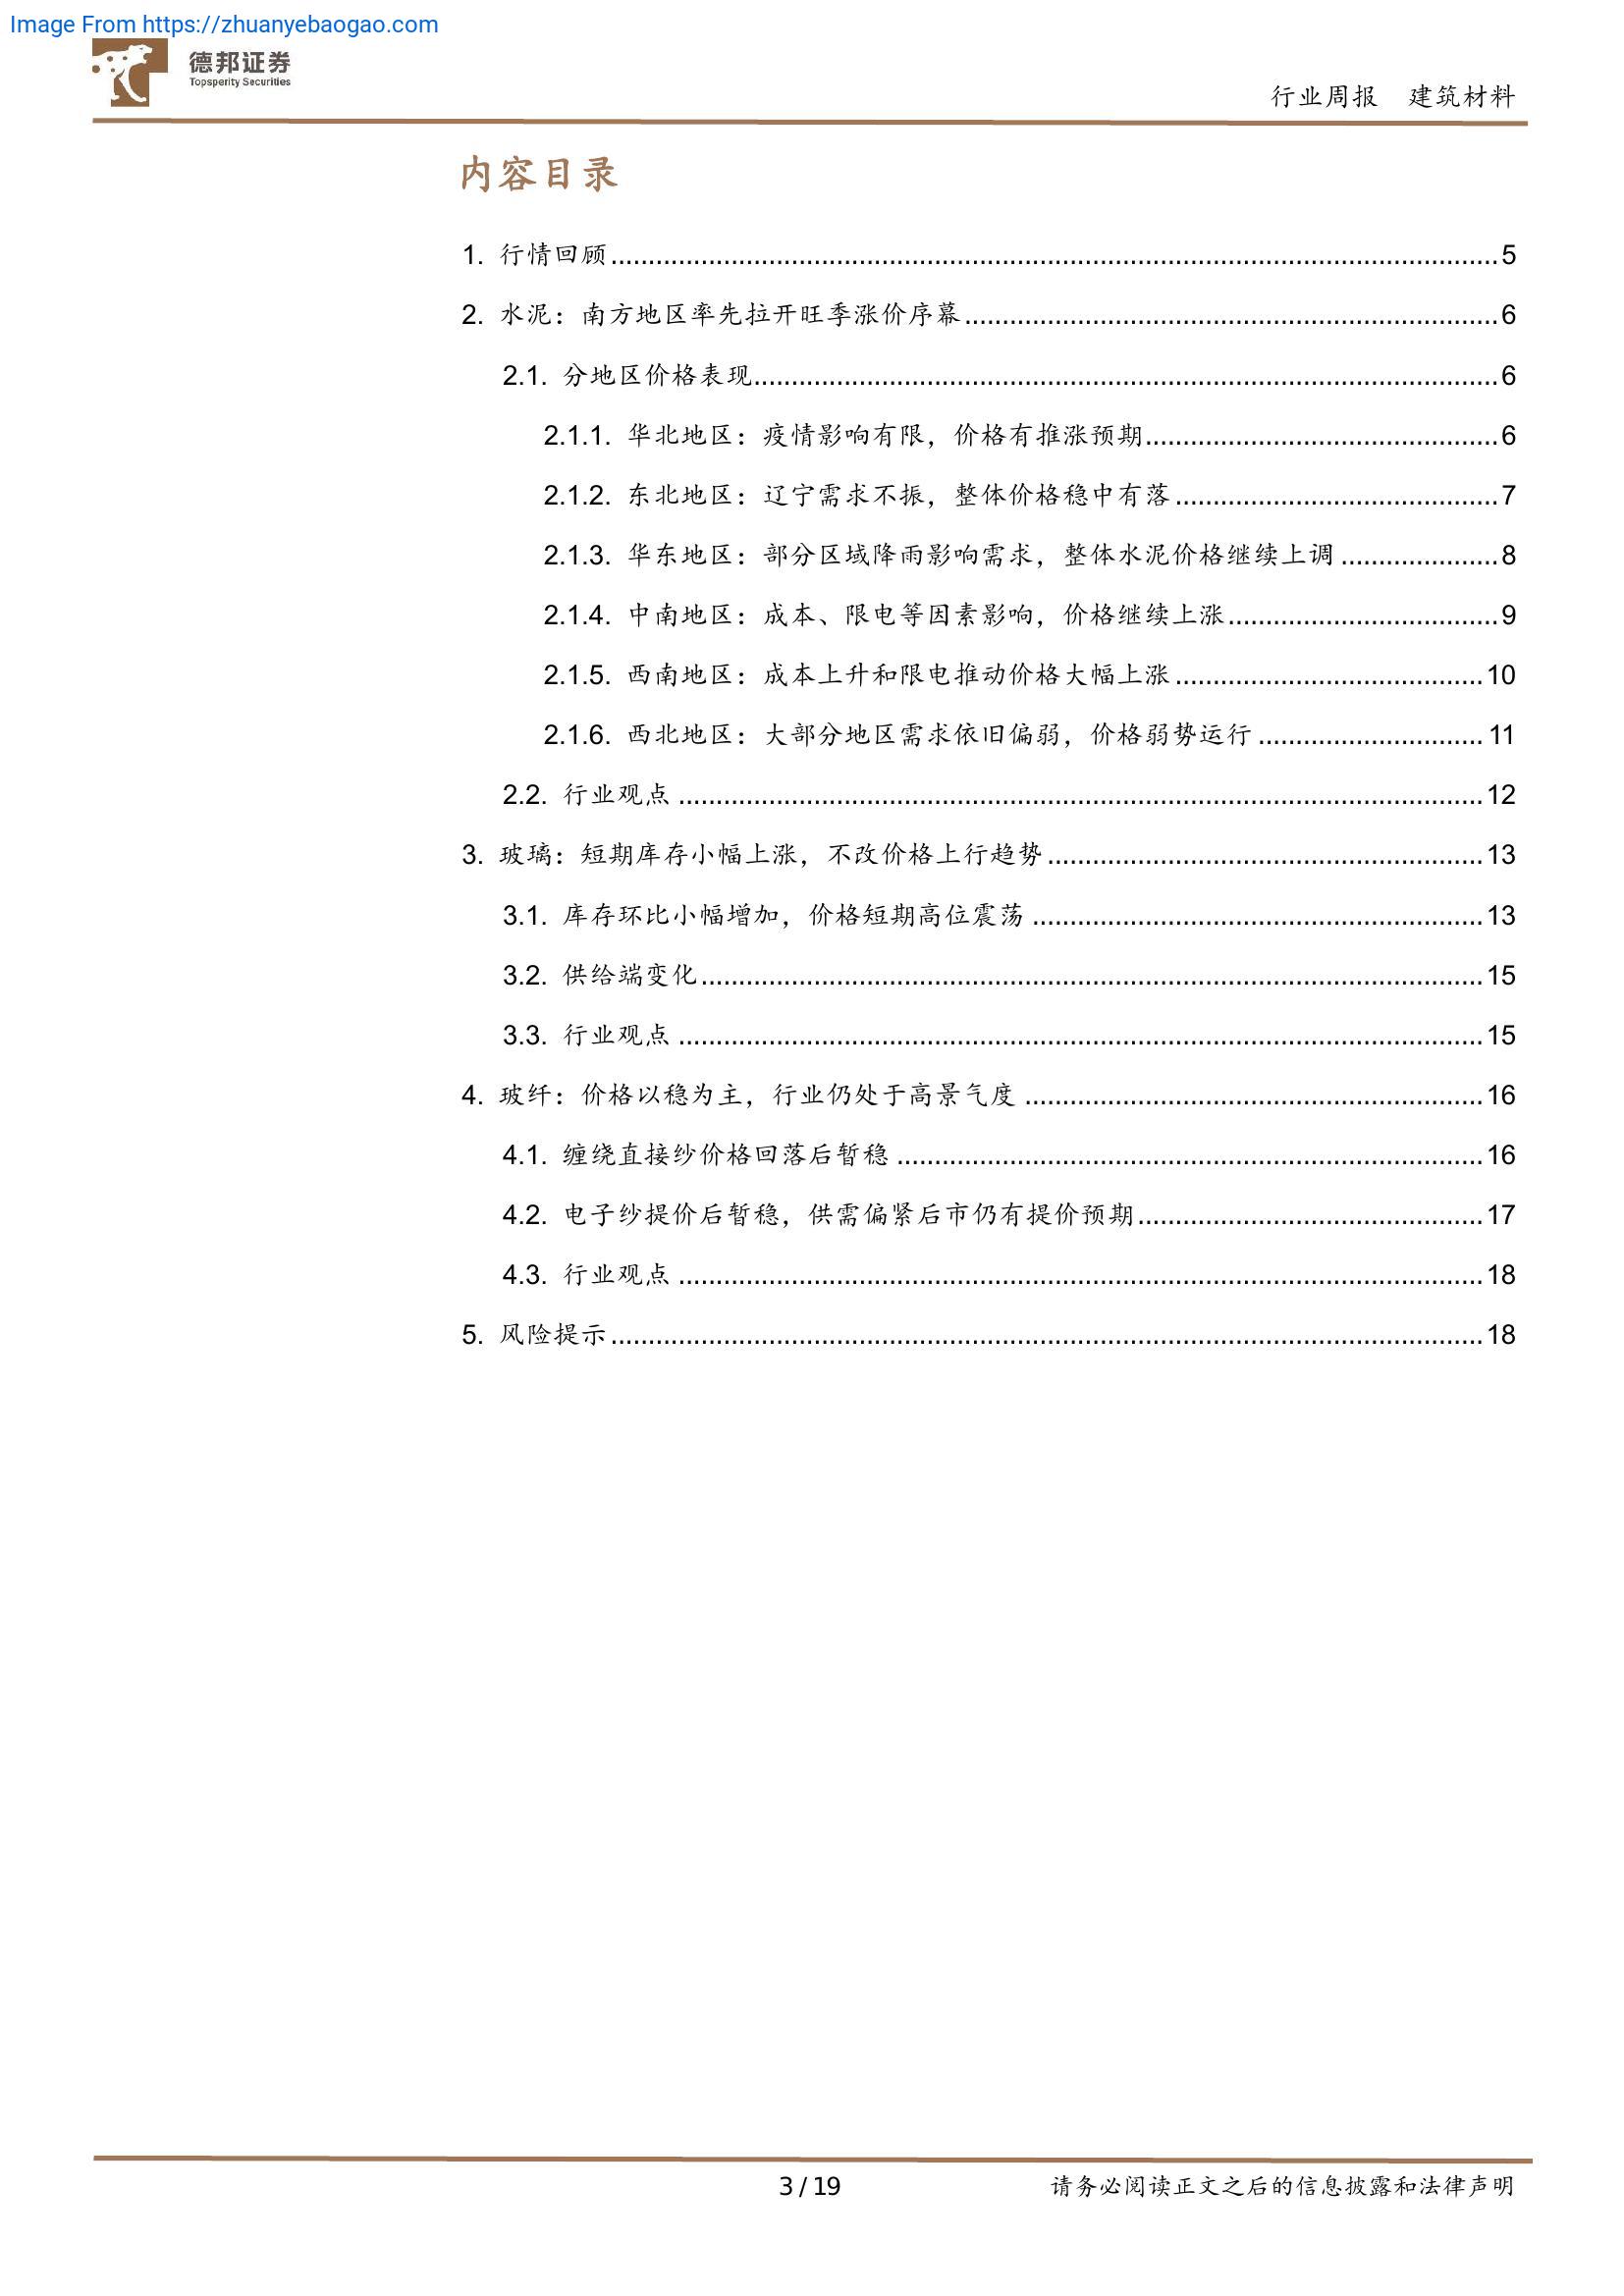 Image From https://zhuanyebaogao.com
德邦证券
Topsperity Securities
行业周报 建筑材料
内容目录
1. 行情回顾 5
2. 水泥：南方地区率先拉开旺季涨价序幕 6
2.1. 分地区价格表现 6
2.1.1. 华北地区：疫情影响有限，价格有推涨预期 6
2.1.2. 东北地区：辽宁需求不振，整体价格稳中有落 7
2.1.3. 华东地区：部分区域降雨影响需求，整体水泥价格继续上调 8
2.1.4. 中南地区：成本、限电等因素影响，价格继续上涨 9
2.1.5. 西南地区：成本上升和限电推动价格大幅上涨 10
2.1.6. 西北地区：大部分地区需求依旧偏弱，价格弱势运行 11
2.2. 行业观点 12
3. 玻璃：短期库存小幅上涨，不改价格上行趋势 13
3.1. 库存环比小幅增加，价格短期高位震荡 13
3.2. 供给端变化 15
3.3. 行业观点 15
4. 玻纤：价格以稳为主，行业仍处于高景气度 16
4.1. 缠绕直接纱价格回落后暂稳 16
4.2. 电子纱提价后暂稳，供需偏紧后市仍有提价预期 17
4.3. 行业观点 18
5. 风险提示 18
3 / 19
请务必阅读正文之后的信息披露和法律声明